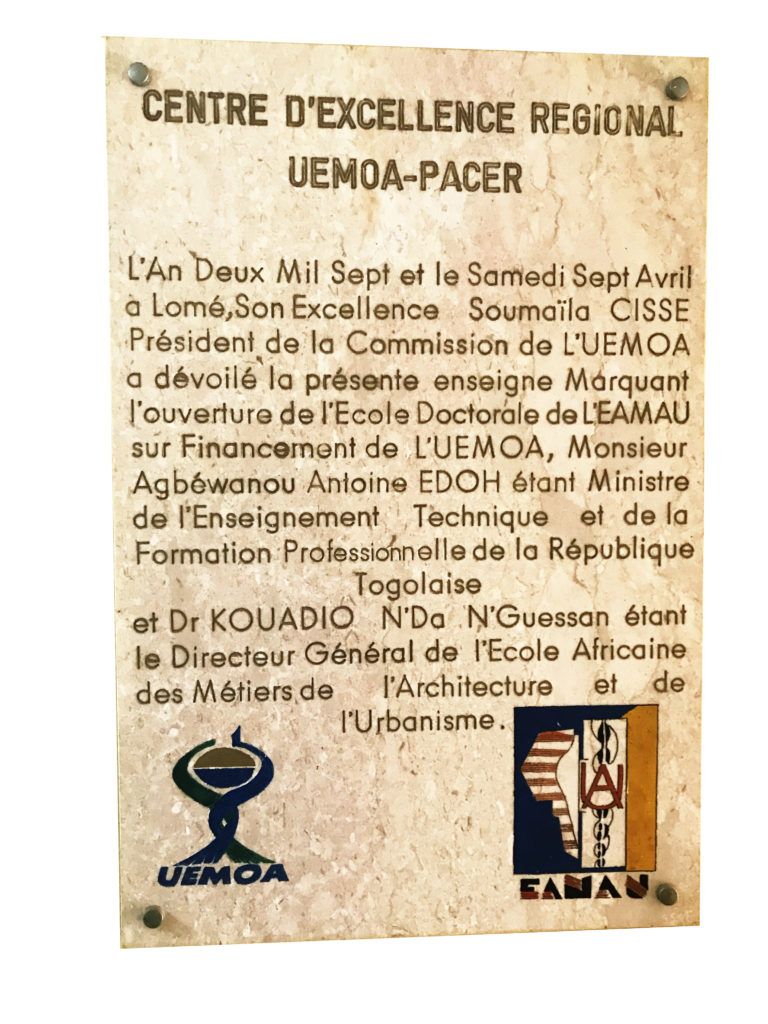 CENTRE D'EXCELLENCE REGIONAL
UEMOA-PACER
L'An Deux Mil Sept et le Samedi Sept Avril
a Lomé,Son Excellence Soumaïla CISSE
Président de la Commission de L'UEMOA
a dévoilé la présente enseigne Marquant
l'ouverture de l'Ecole Doctorale de L'EAMAU
sur Financement de L'UEMOA, Monsieur
Agbéwanou Antoine EDOH étant Ministre
de l'Enseignement Technique et de la
Formation Professionnelle de la République
Togolaise
et Dr KOUADIO N'Da N'Guessan étant
le Directeur Général de l'Ecole Africaine
des Métiers de l'Architecture et de
l'Urbanisme.
UEMOA
EAMAU